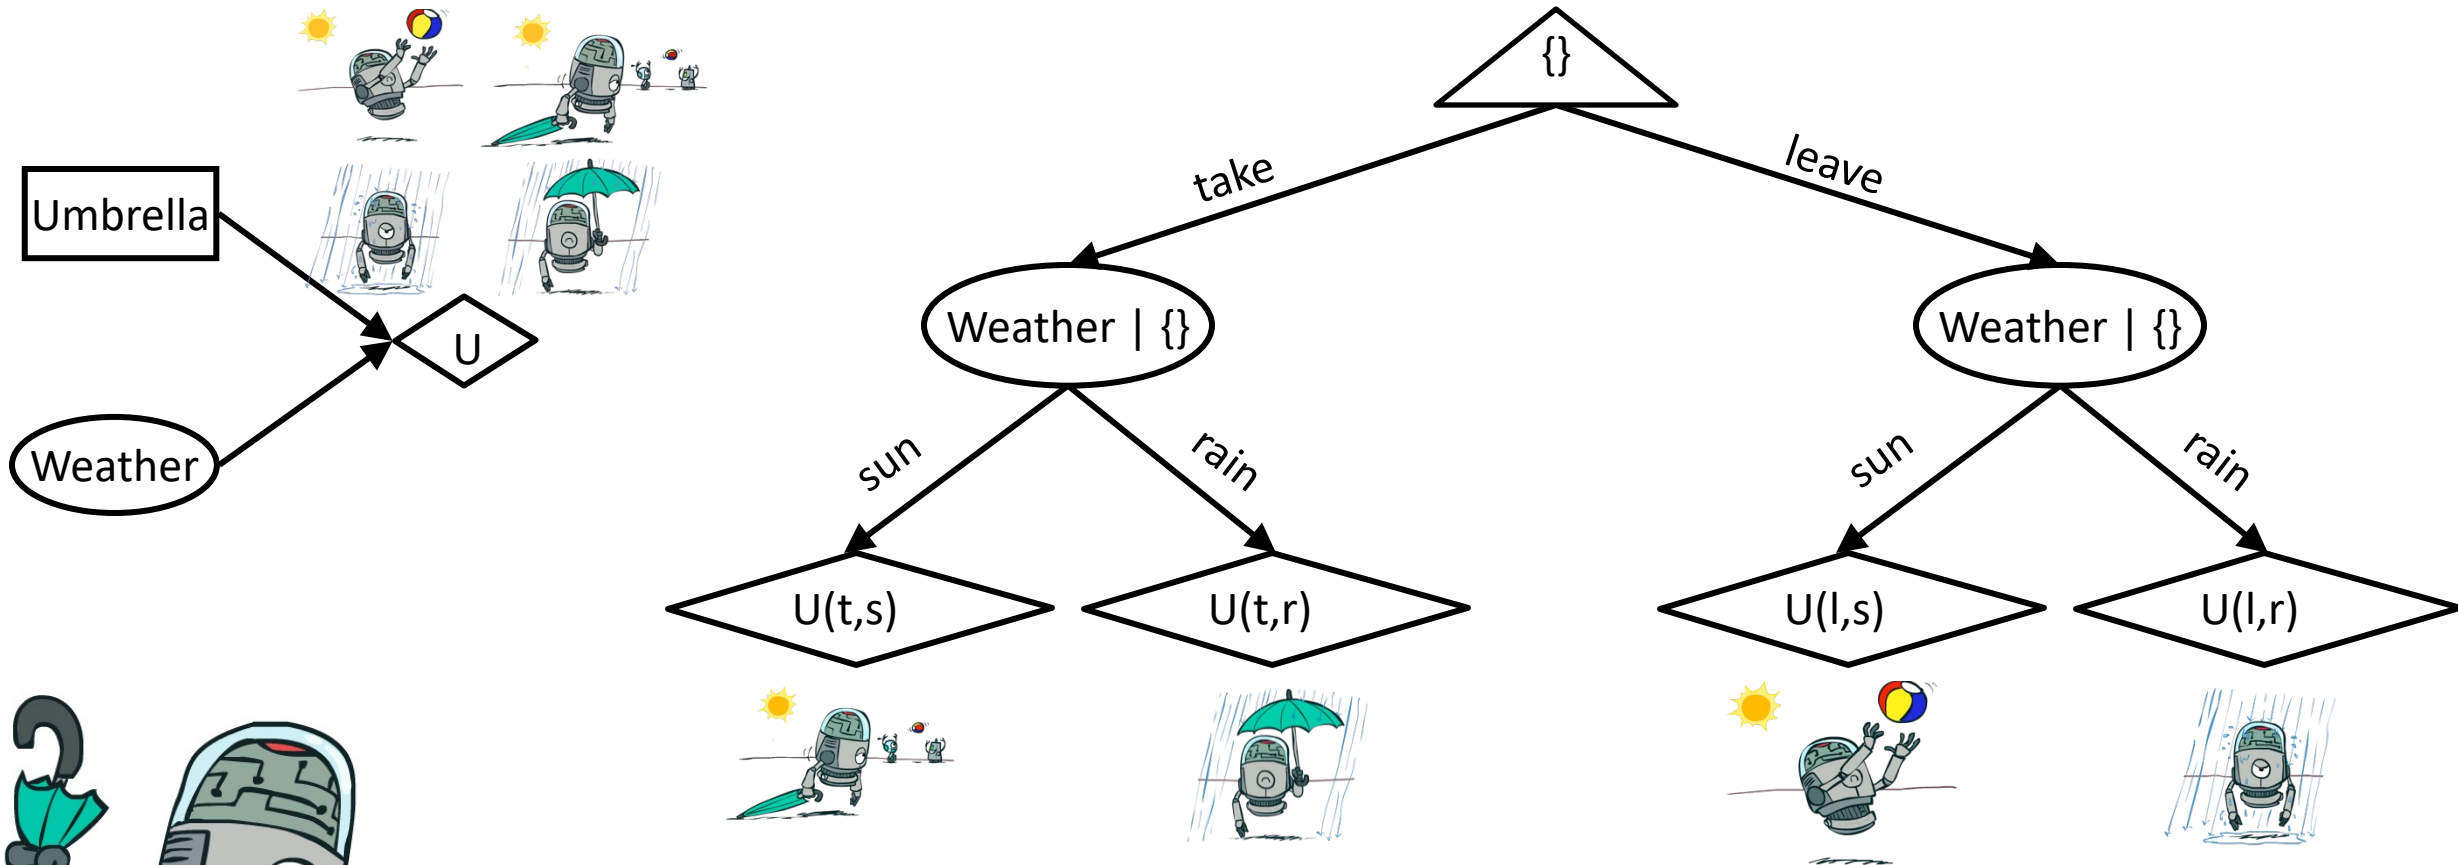 Umbrella
U
Weather
{}
take
leave
Weather | {}
Weather | {}
sun
rain
sun
rain
U(t,s)
U(t,r)
U(l,s)
U(l,r)